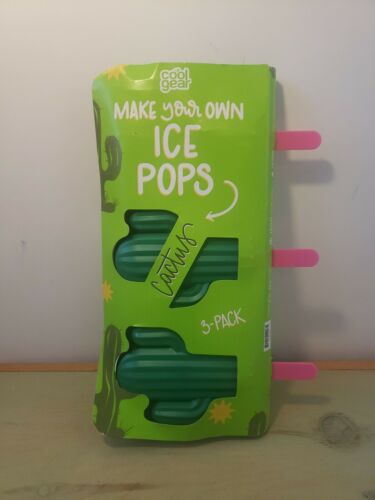 cool
gear
MAKE your OWN
ICE
POPS
cactus
3-PACK